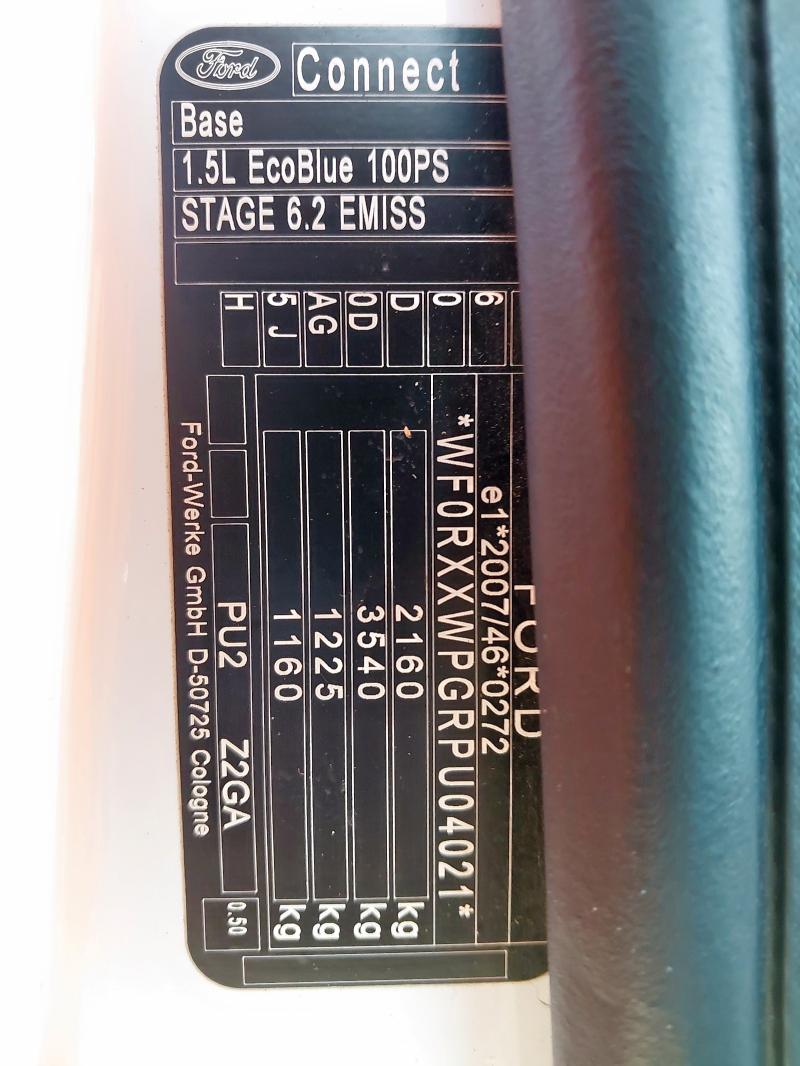 Ford
Connect
Base
1.5L EcoBlue 100PS
STAGE 6.2 EMISS
6
0
D
0D
AG
5J
H
FORD
e1*2007/46*0272
*WF0RXXWPGRPU04021*
2160 kg
3540 kg
1225 kg
1160 kg
PU2 Z2GA 0.50
Ford-Werke GmbH D-50725 Cologne